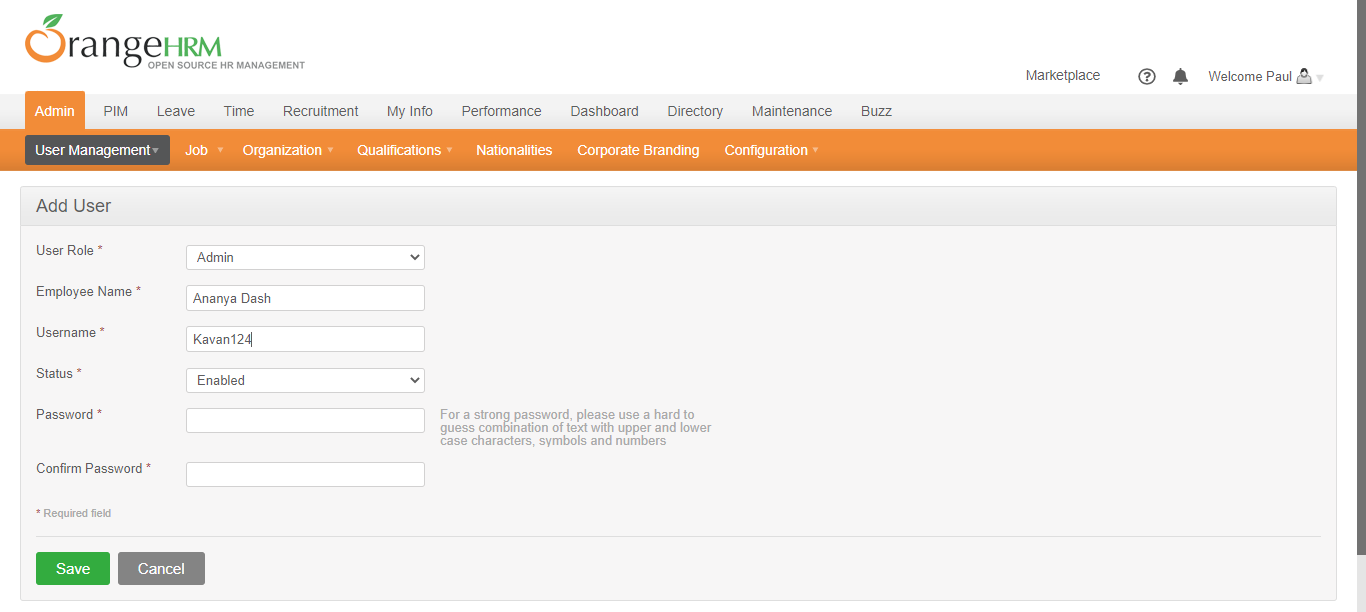 OrangeHRM
OPEN SOURCE HR MANAGEMENT
Marketplace ? Welcome Paul
Admin PIM Leave Time Recruitment My Info Performance Dashboard Directory Maintenance Buzz
User Management Job Organization Qualifications Nationalities Corporate Branding Configuration
Add User
User Role * Admin
Employee Name * Ananya Dash
Username * Kavan124
Status * Enabled
Password * For a strong password, please use a hard to
guess combination of text with upper and lower
case characters, symbols and numbers
Confirm Password *
* Required field
Save Cancel